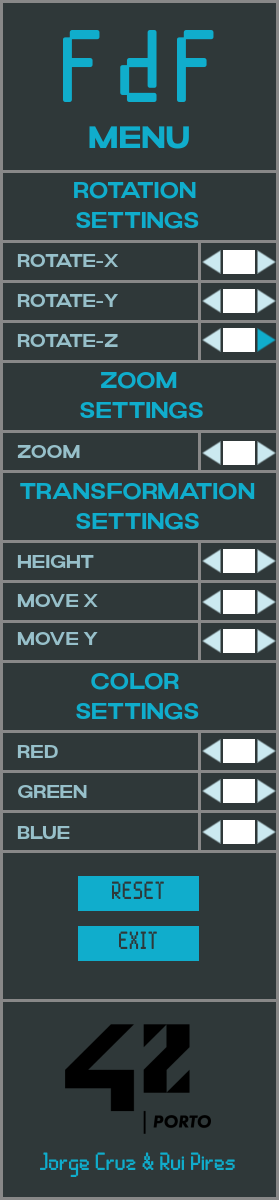 FdF
MENU
ROTATION
SETTINGS
ROTATE-X
ROTATE-Y
ROTATE-Z
ZOOM
SETTINGS
ZOOM
TRANSFORMATION
SETTINGS
HEIGHT
MOVE X
MOVE Y
COLOR
SETTINGS
RED
GREEN
BLUE
RESET
EXIT
42
PORTO
Jorge Cruz & Rui Pires